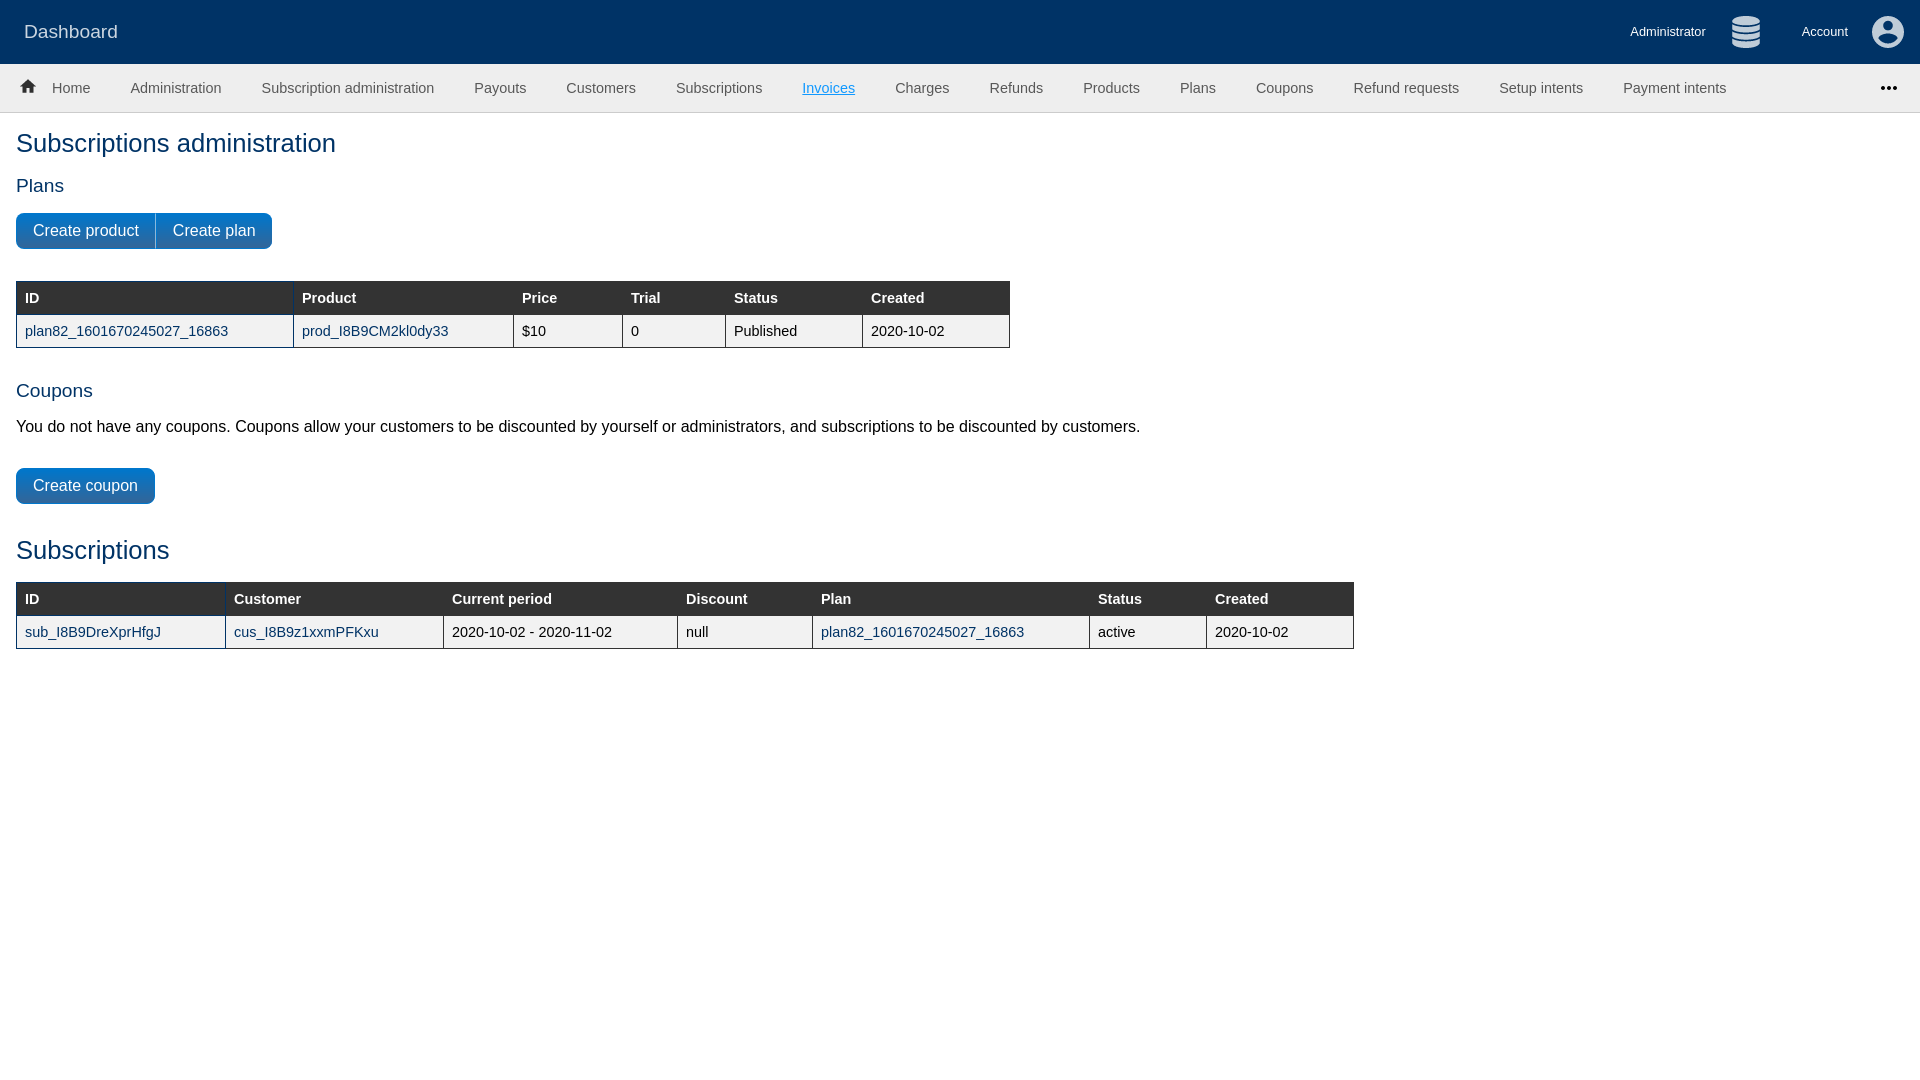 Dashboard
Administrator
Account
Home Administration Subscription administration Payouts Customers Subscriptions Invoices Charges Refunds Products Plans Coupons Refund requests Setup intents Payment intents
Subscriptions administration
Plans
Create product Create plan
ID Product Price Trial Status Created
plan82_1601670245027_16863 prod_I8B9CM2kl0dy33 $10 0 Published 2020-10-02
Coupons
You do not have any coupons. Coupons allow your customers to be discounted by yourself or administrators, and subscriptions to be discounted by customers.
Create coupon
Subscriptions
ID Customer Current period Discount Plan Status Created
sub_I8B9DreXprHfgJ cus_I8B9z1xxmPFKxu 2020-10-02 - 2020-11-02 null plan82_1601670245027_16863 active 2020-10-02